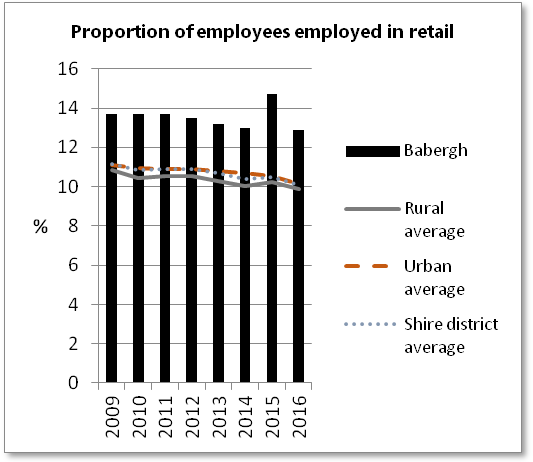 Proportion of employees employed in retail
16
14
12
10
8
6
4
2
0
%
2009
2010
2011
2012
2013
2014
2015
2016
Babergh
Rural
average
Urban
average
Shire district
average